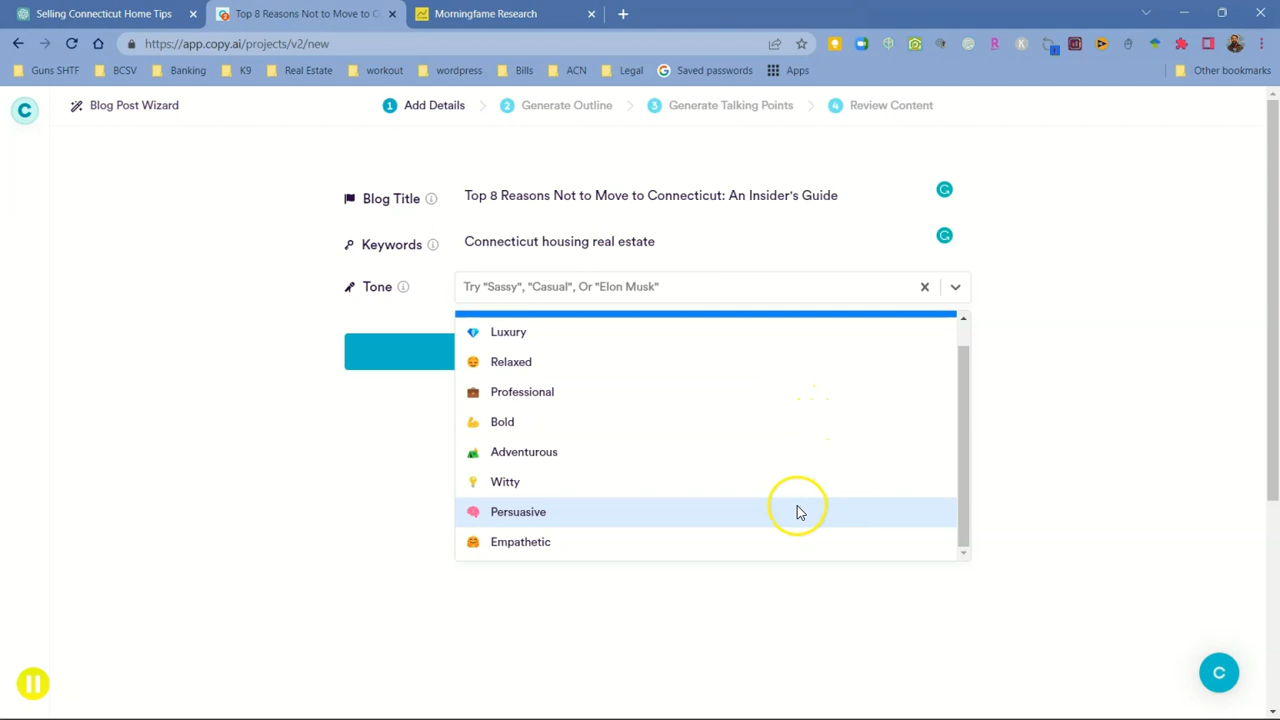 Selling Connecticut Home Tips
Top 8 Reasons Not to Move to C
Morningfame Research
https://app.copy.ai/projects/v2/new
Guns SHTF
BCSV
Banking
K9
Real Estate
workout
wordpress
Bills
ACN
Legal
Saved passwords
Apps
Other bookmarks
C
Blog Post Wizard
1 Add Details
2 Generate Outline
3 Generate Talking Points
4 Review Content
Blog Title
Top 8 Reasons Not to Move to Connecticut: An Insider's Guide
Keywords
Connecticut housing real estate
Tone
Try "Sassy", "Casual", Or "Elon Musk"
Luxury
Relaxed
Professional
Bold
Adventurous
Witty
Persuasive
Empathetic
C